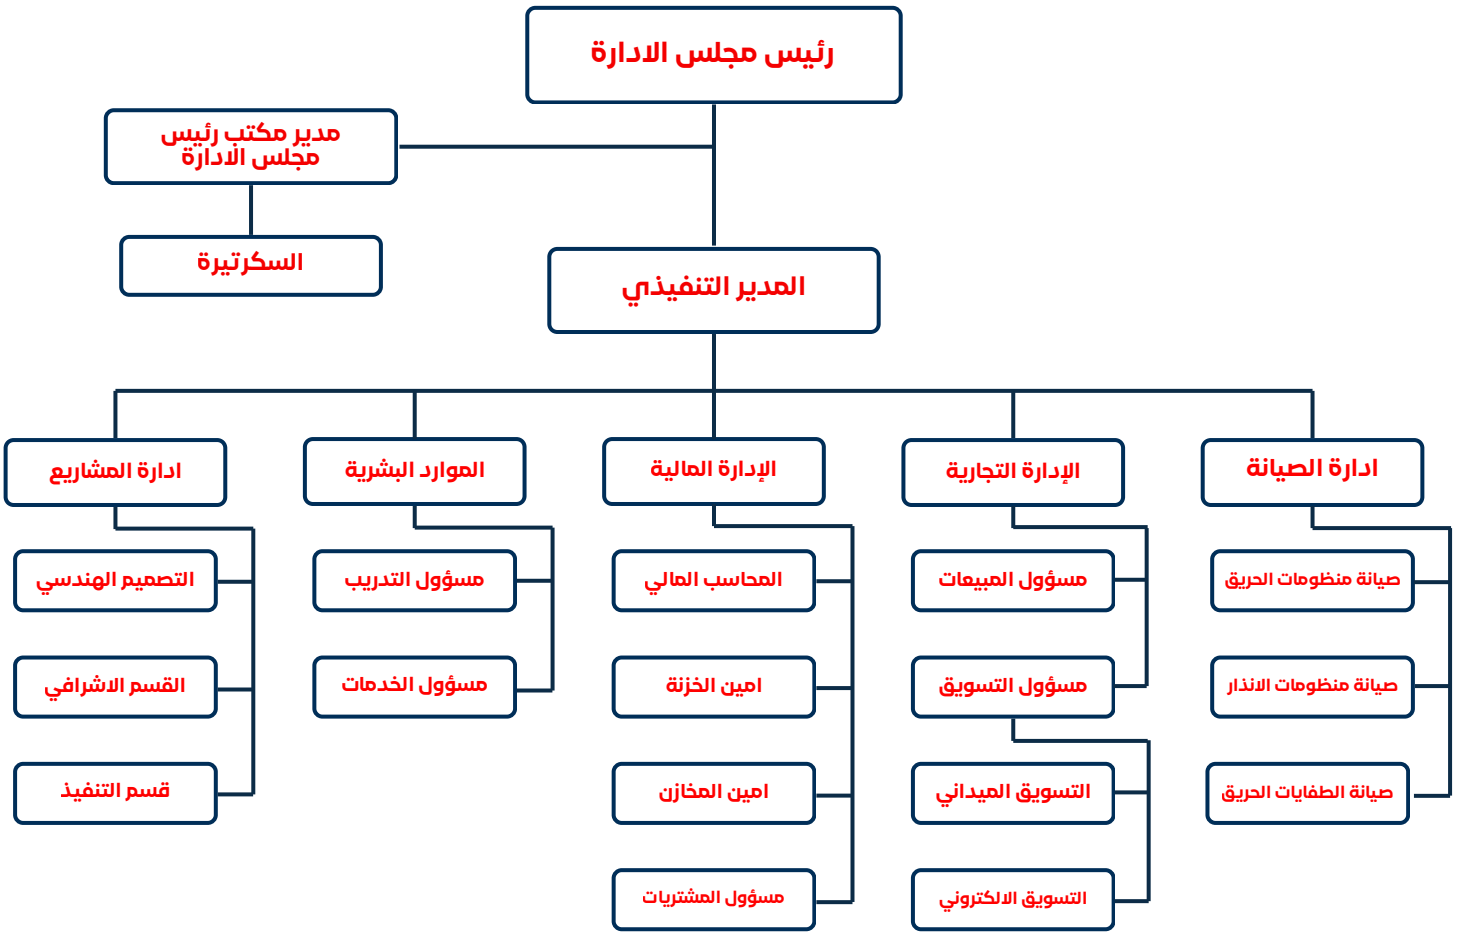 رئيس مجلس الادارة
مدير مكتب رئيس
مجلس الادارة
السكرتيرة
المدير التنفيذي
ادارة الصيانة
الإدارة التجارية
الإدارة المالية
الموارد البشرية
ادارة المشاريع
صيانة منظومات الحريق
مسؤول المبيعات
المحاسب المالي
مسؤول التدريب
التصميم الهندسي
صيانة منظومات الانذار
مسؤول التسويق
امين الخزنة
مسؤول الخدمات
القسم الاشرافي
صيانة الطفايات الحريق
التسويق الميداني
امين المخازن
قسم التنفيذ
التسويق الالكتروني
مسؤول المشتريات